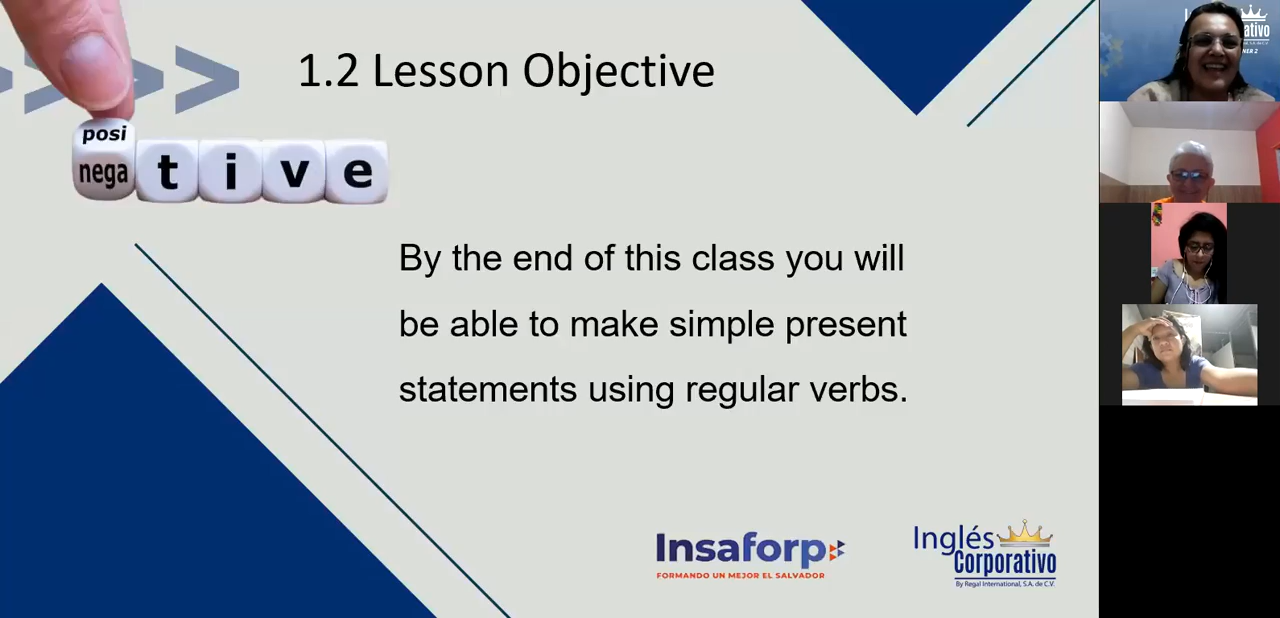 1.2 Lesson Objective
posi
nega t i v e
By the end of this class you will
be able to make simple present
statements using regular verbs.
Insaforp
FORMANDO UN MEJOR EL SALVADOR
Inglés
Corporativo
By Regal International, S.A. de C.V.